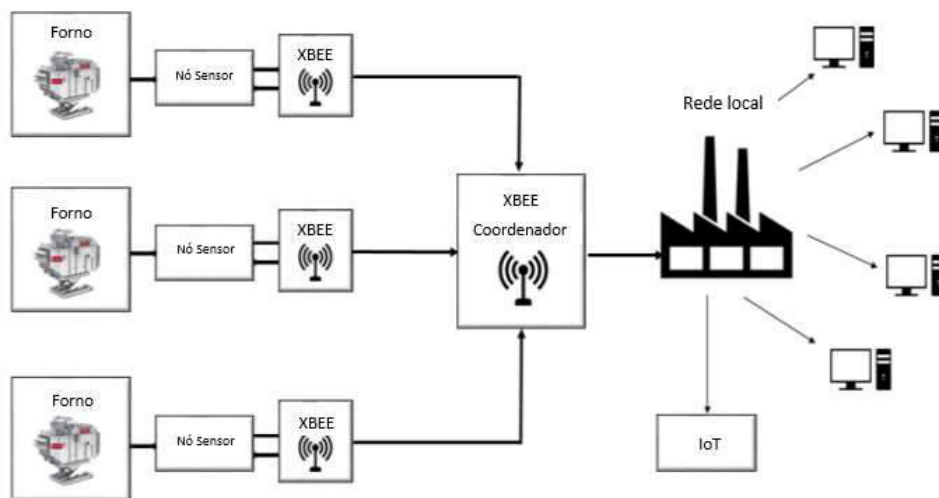 Forno
Nó Sensor
XBEE
Forno
Nó Sensor
XBEE
Forno
Nó Sensor
XBEE
XBEE
Coordenador
Rede local
IoT